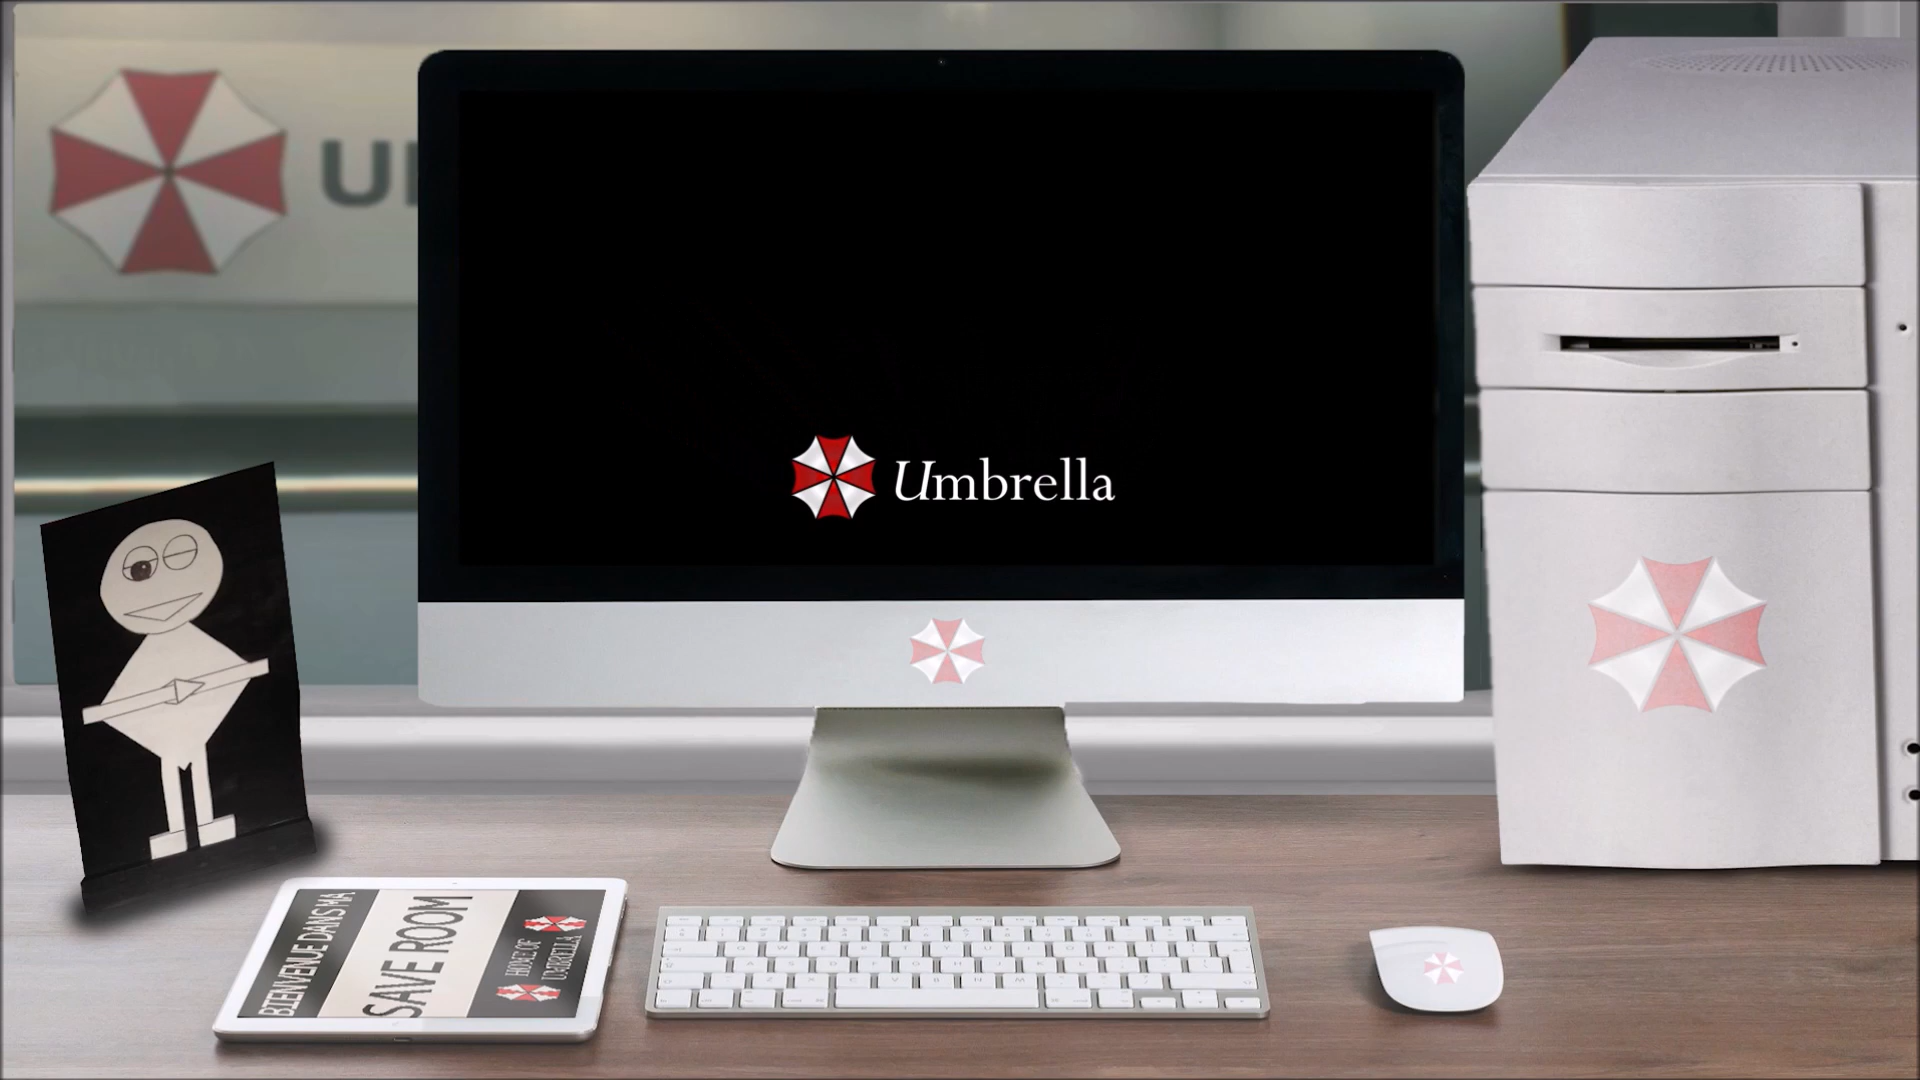 U
Umbrella
BIENVENUE DANS MA
SAVE ROOM
HOME OF
UMBRELLA